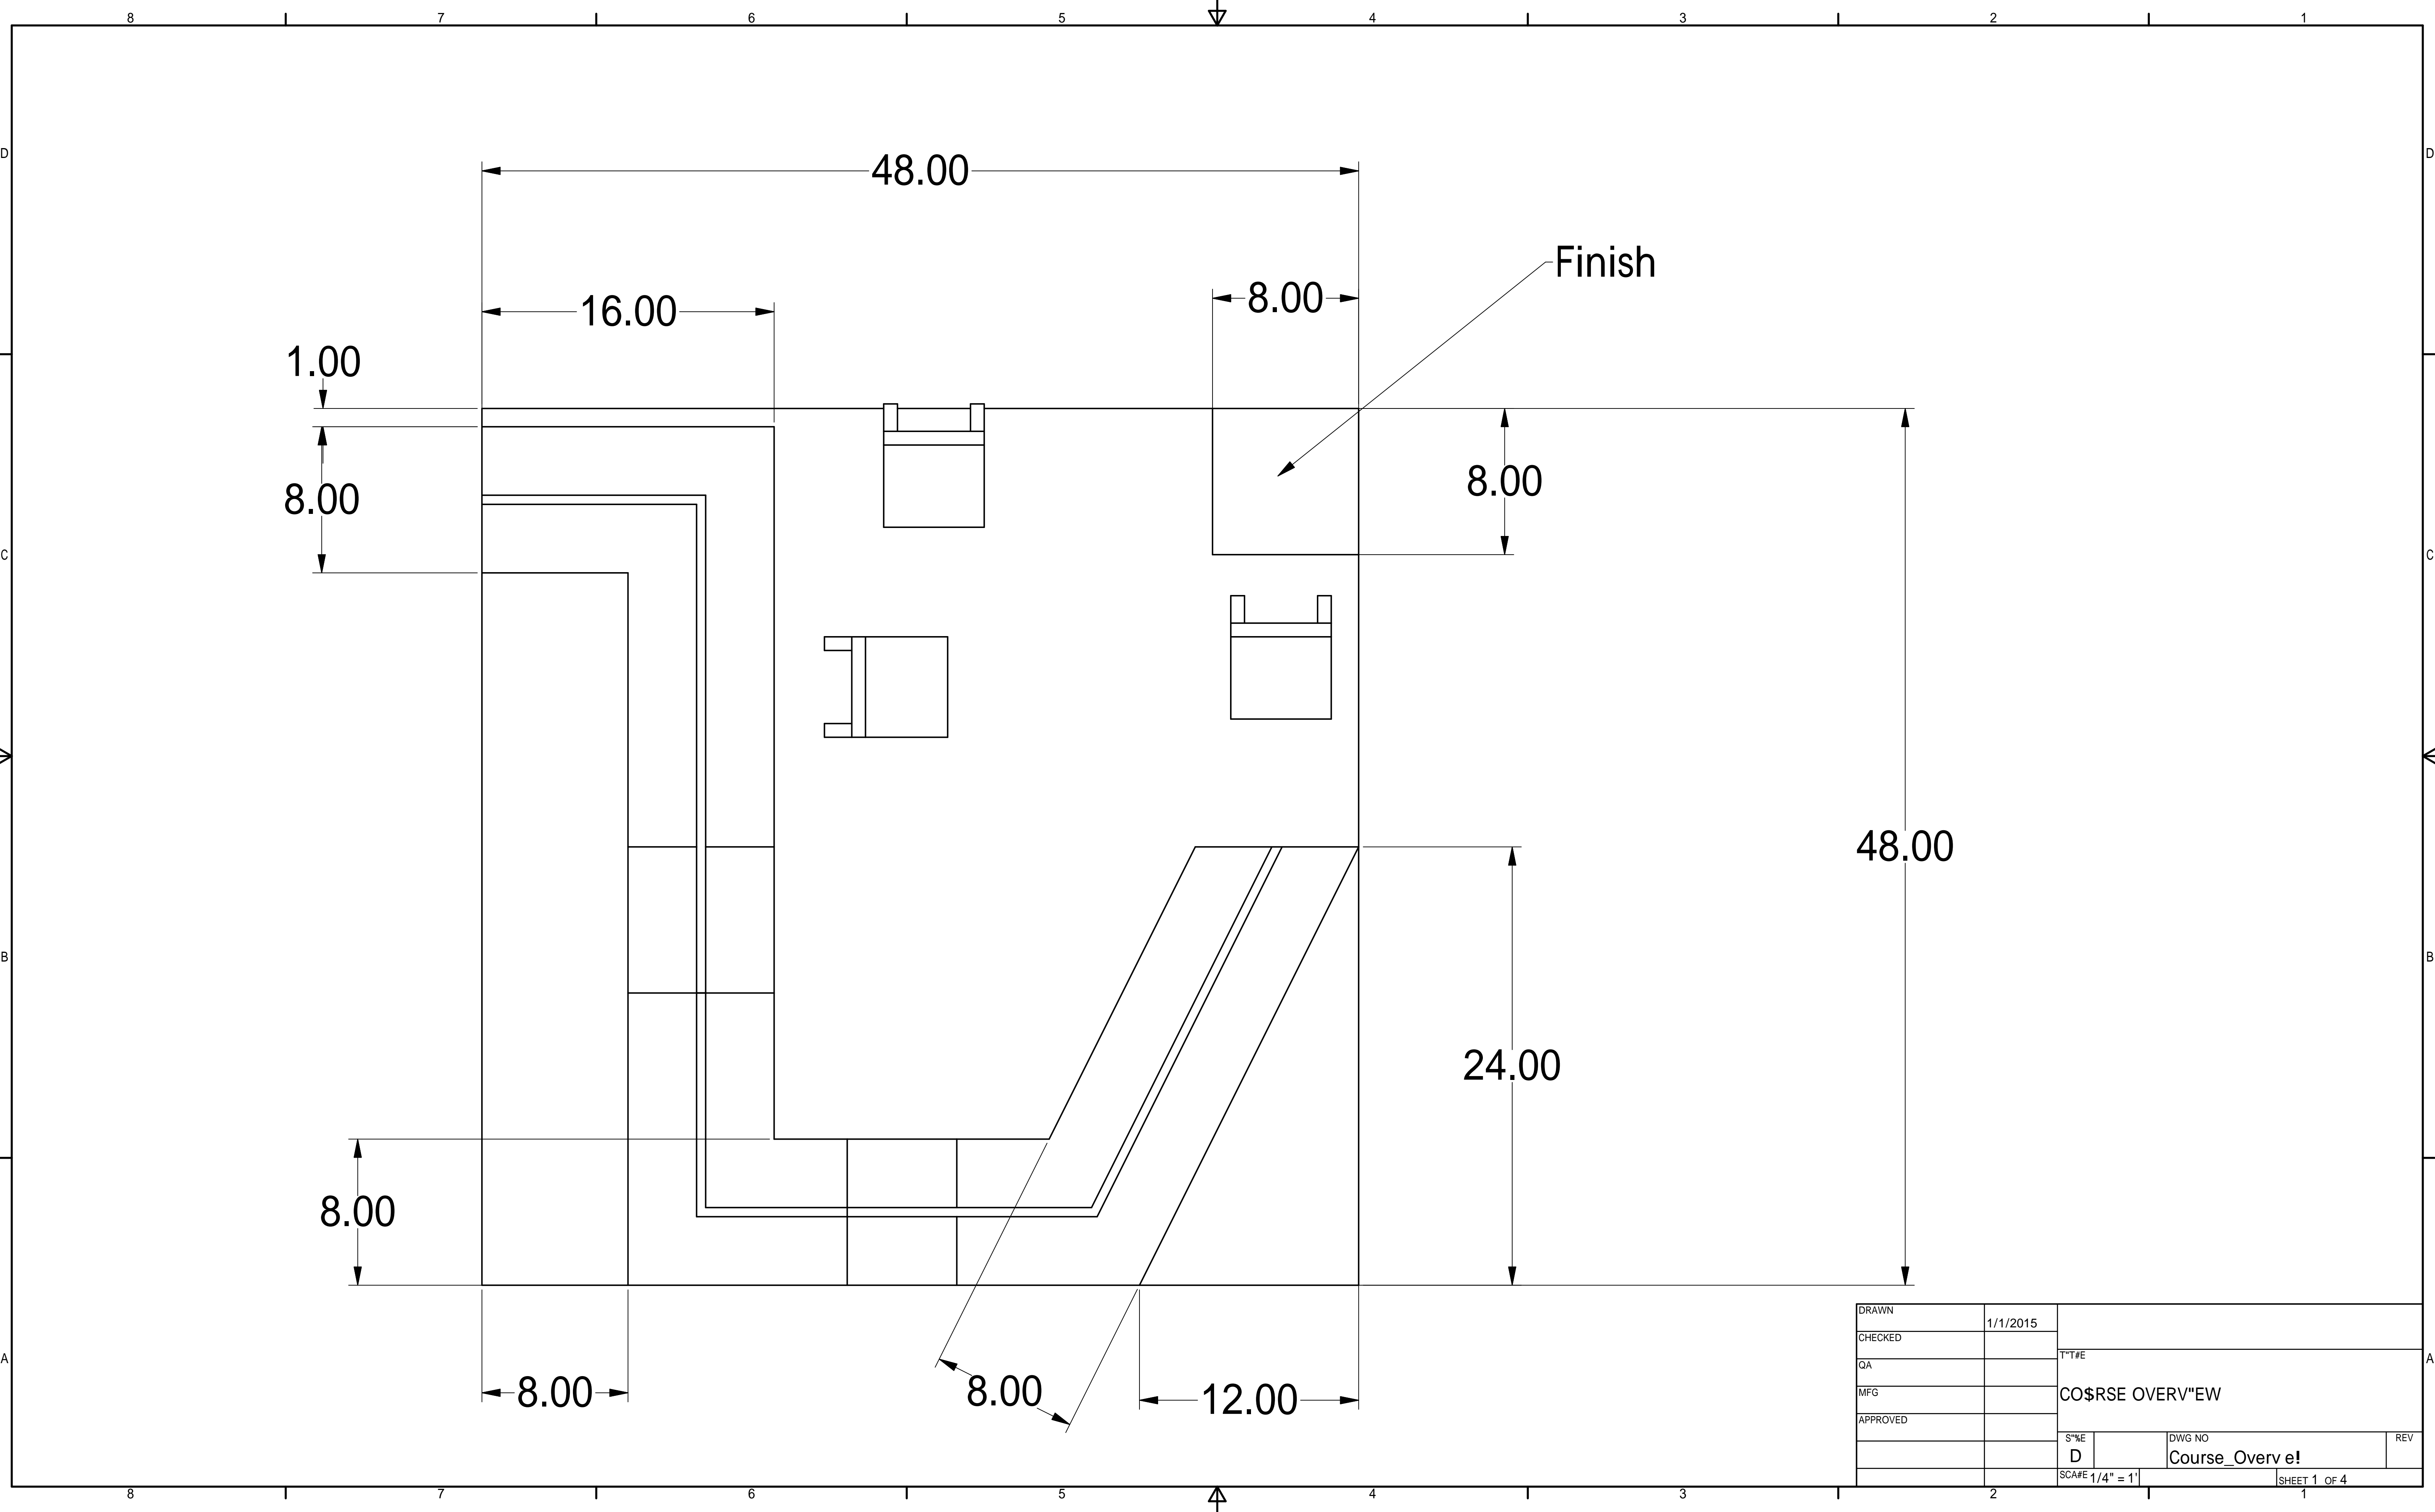 8 7 6 5 4 3 2 1
D D
48.00
Finish
8.00
16.00
1.00
8.00
8.00
C C
48.00
B B
24.00
8.00
8.00
8.00
12.00
A A
DRAWN
1/1/2015
CHECKED
QA
MFG
APPROVED
T"T#E
CO$RSE OVERV"EW
S"%E
D
DWG NO
Course_Overv e!
REV
SCA#E 1/4" = 1'
SHEET 1 OF 4
8 7 6 5 4 3 2 1